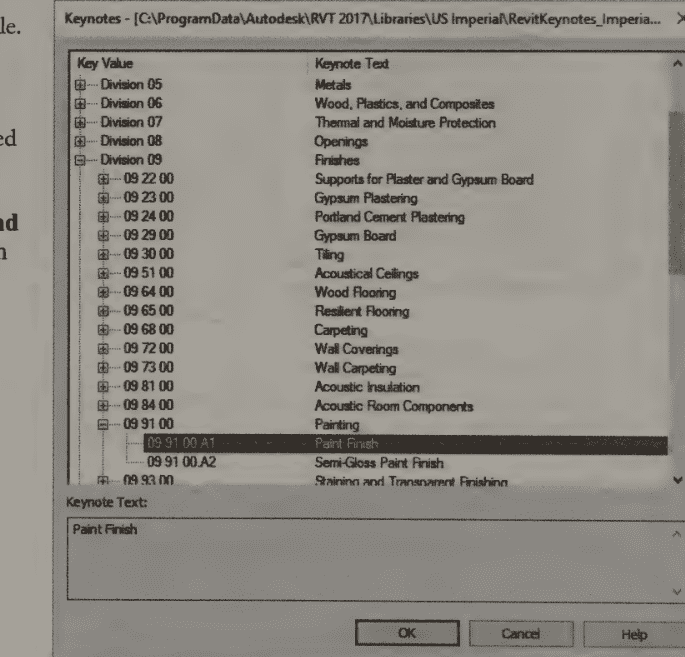 le.
ed
nd
n
Keynotes - [C:\ProgramData\Autodesk\RVT 2017\Libraries\US Imperial\RevitKeynotes_Imperia...
Key Value Keynote Text
Division 05 Metals
Division 06 Wood, Plastics, and Composites
Division 07 Thermal and Moisture Protection
Division 08 Openings
Division 09 Finishes
09 22 00 Supports for Plaster and Gypsum Board
09 23 00 Gypsum Plastering
09 24 00 Portland Cement Plastering
09 29 00 Gypsum Board
09 30 00 Tiling
09 51 00 Acoustical Ceilings
09 64 00 Wood Flooring
09 65 00 Resilient Flooring
09 68 00 Carpeting
09 72 00 Wall Coverings
09 73 00 Wall Carpeting
09 81 00 Acoustic Insulation
09 84 00 Acoustic Room Components
09 91 00 Painting
09 91 00.A1 Paint Finish
09 91 00.A2 Semi-Gloss Paint Finish
09 93 00 Staining and Transparent Finishing
Keynote Text:
Paint Finish
OK Cancel Help